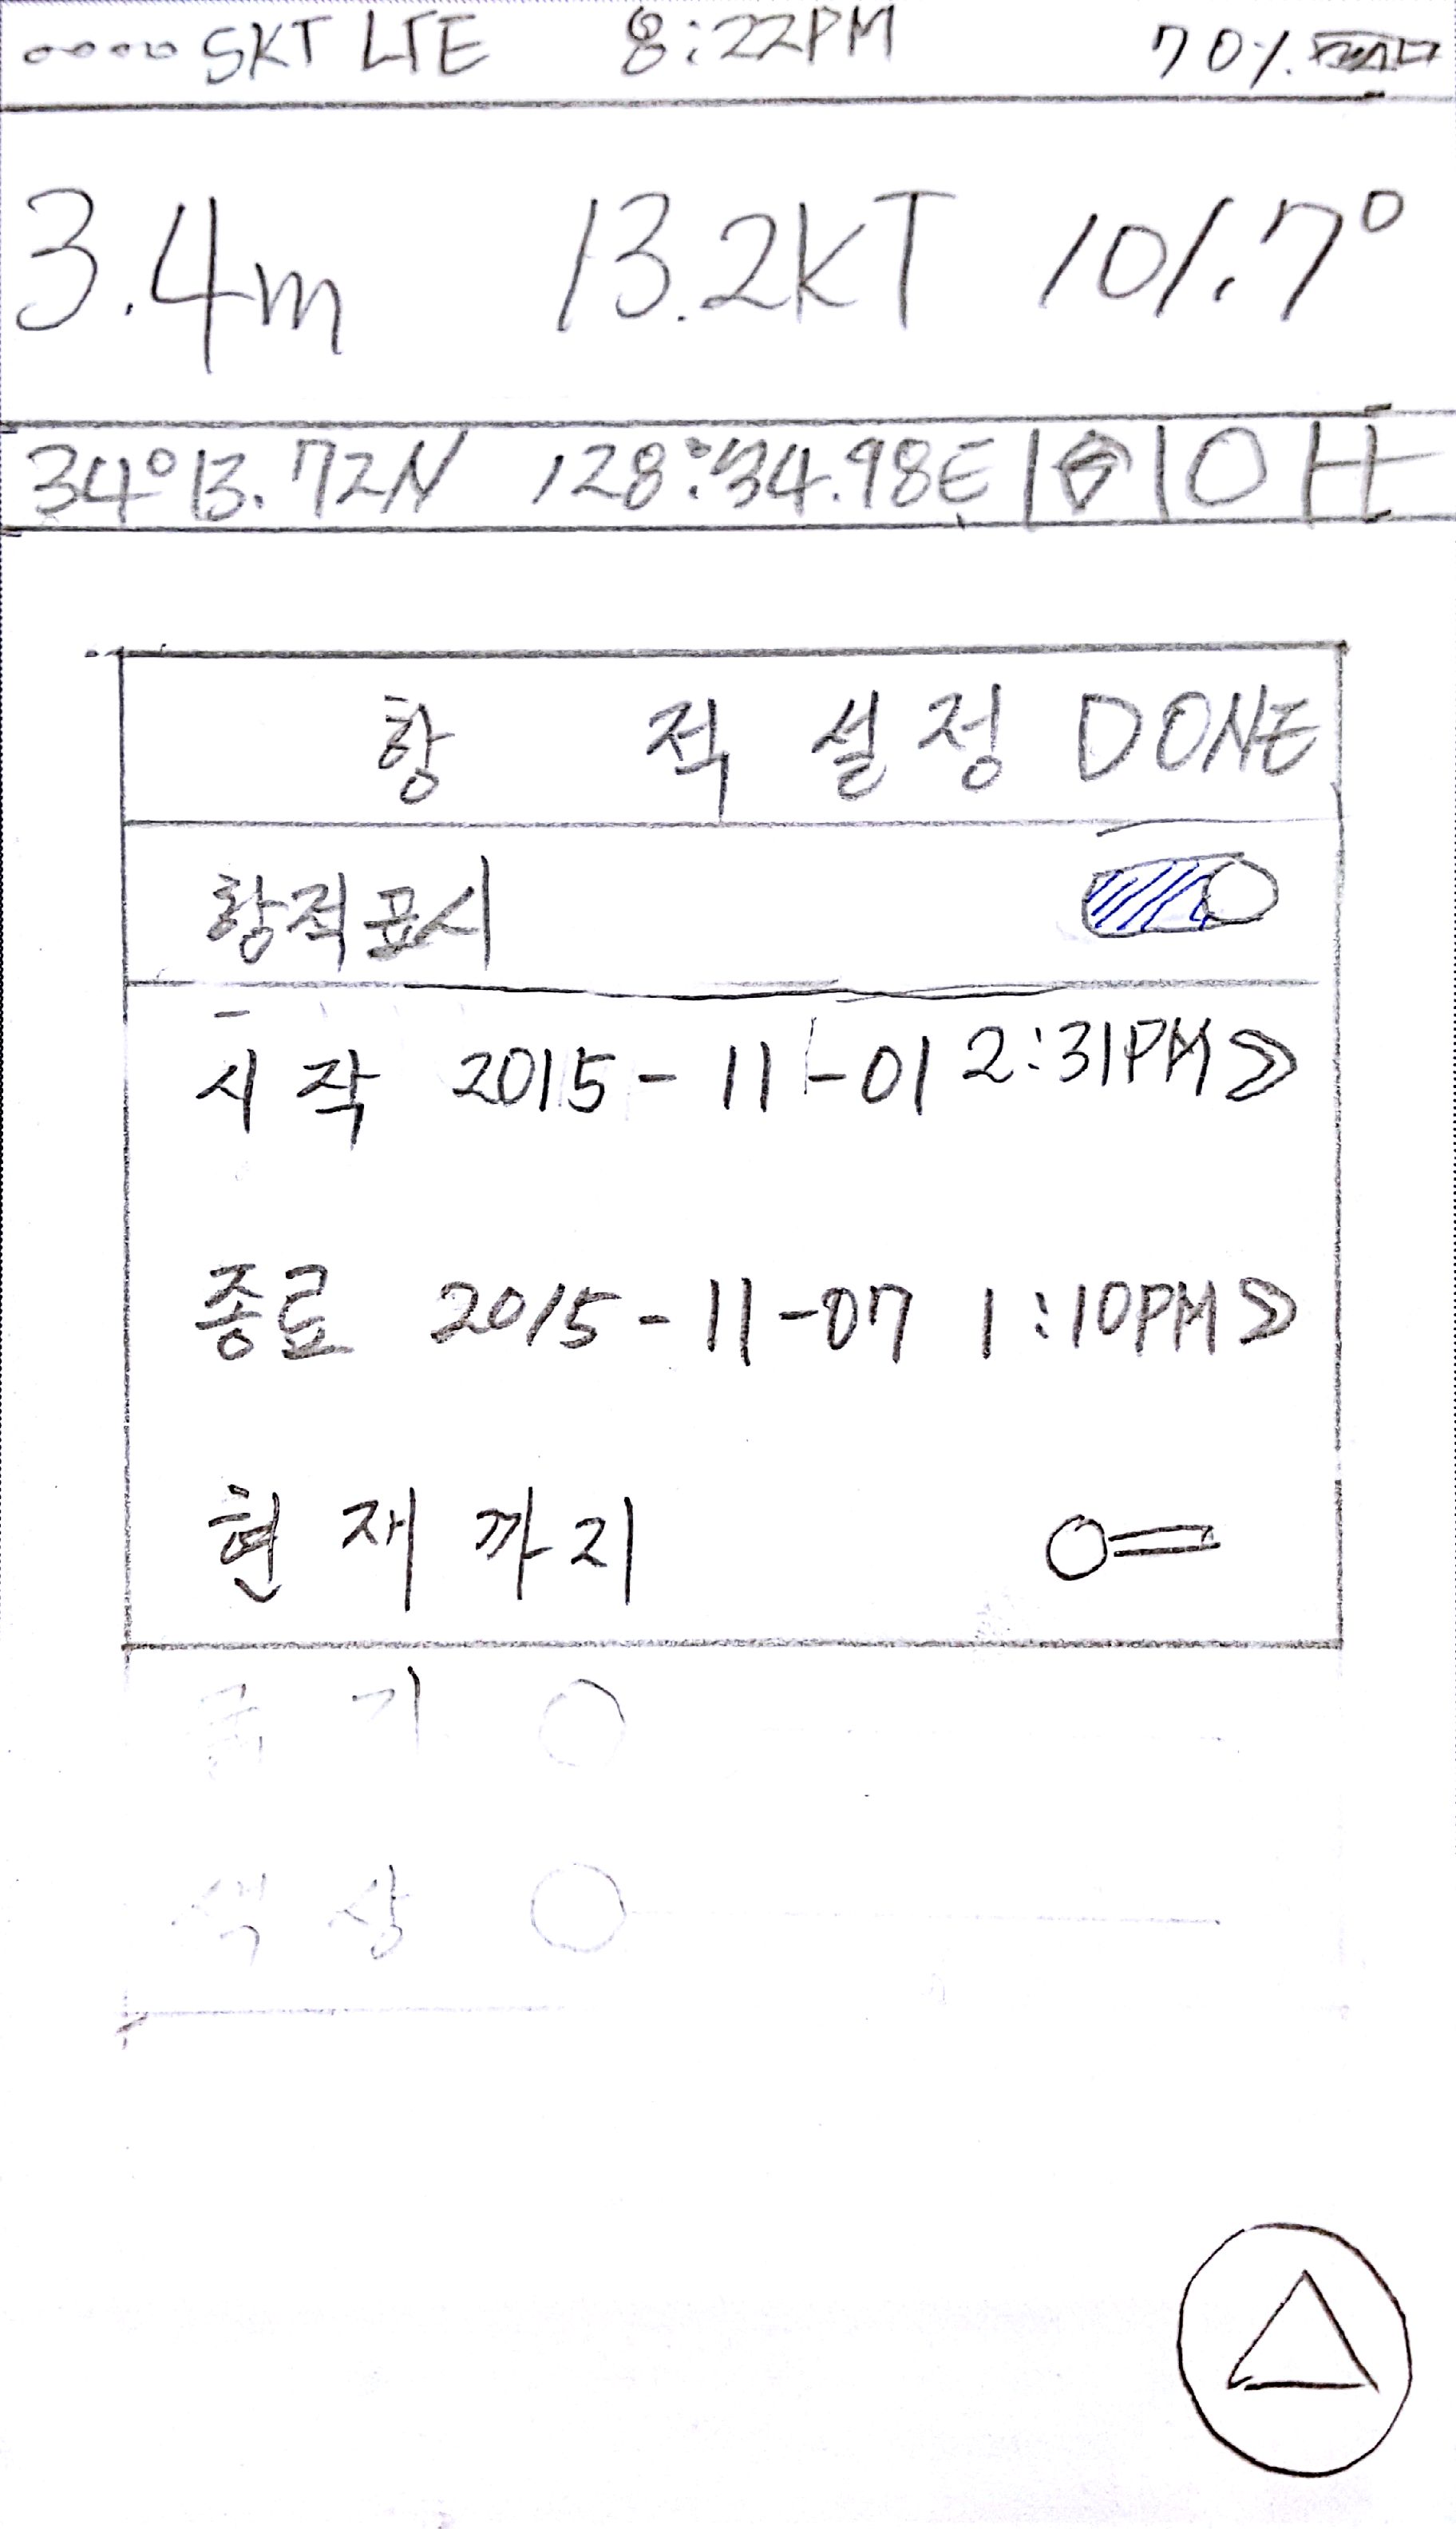 SKT LTE 8:22PM 70%
3.4m 13.2KT 101.7°
34°13.72N 128°34.98E
항적설정 DONE
항적표시
시작 2015-11-01 2:31PM
종료 2015-11-07 1:10PM
현재까지
굵기
색상